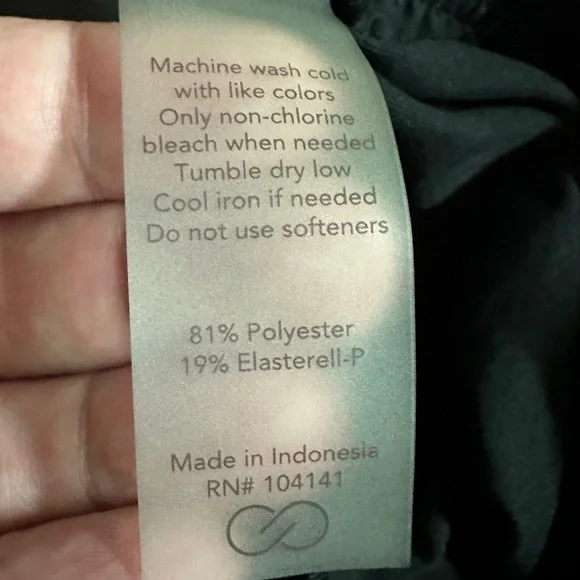 Machine wash cold
with like colors
Only non-chlorine
bleach when needed
Tumble dry low
Cool iron if needed
Do not use softeners
81% Polyester
19% Elasterell-P
Made in Indonesia
RN# 104141